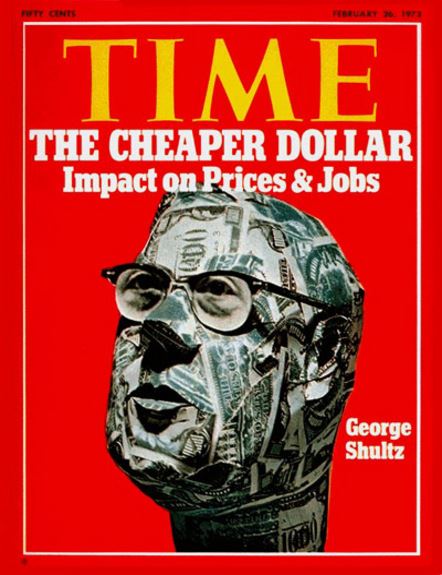 FIFTY CENTS
FEBRUARY 26, 1973
TIME
THE CHEAPER DOLLAR
Impact on Prices & Jobs
George
Shultz